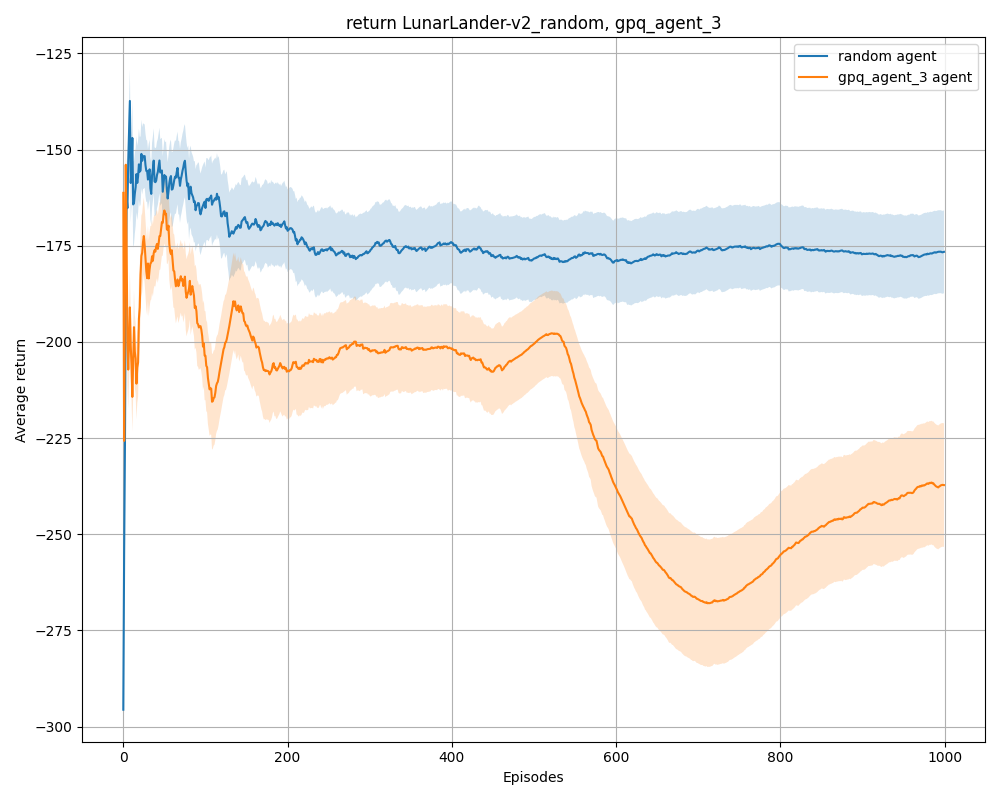 return LunarLander-v2_random, gpq_agent_3
random agent
gpq_agent_3 agent
Average return
−125
−150
−175
−200
−225
−250
−275
−300
0
200
400
600
800
1000
Episodes